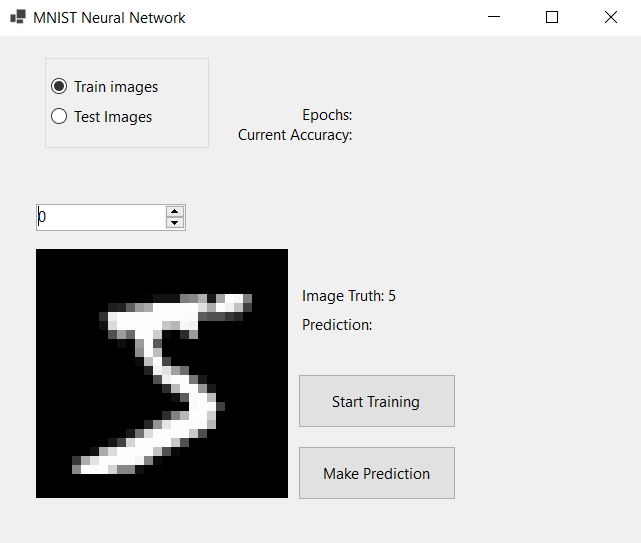 MNIST Neural Network
Train images
Test Images
Epochs:
Current Accuracy:
0
5
Image Truth: 5
Prediction:
Start Training
Make Prediction